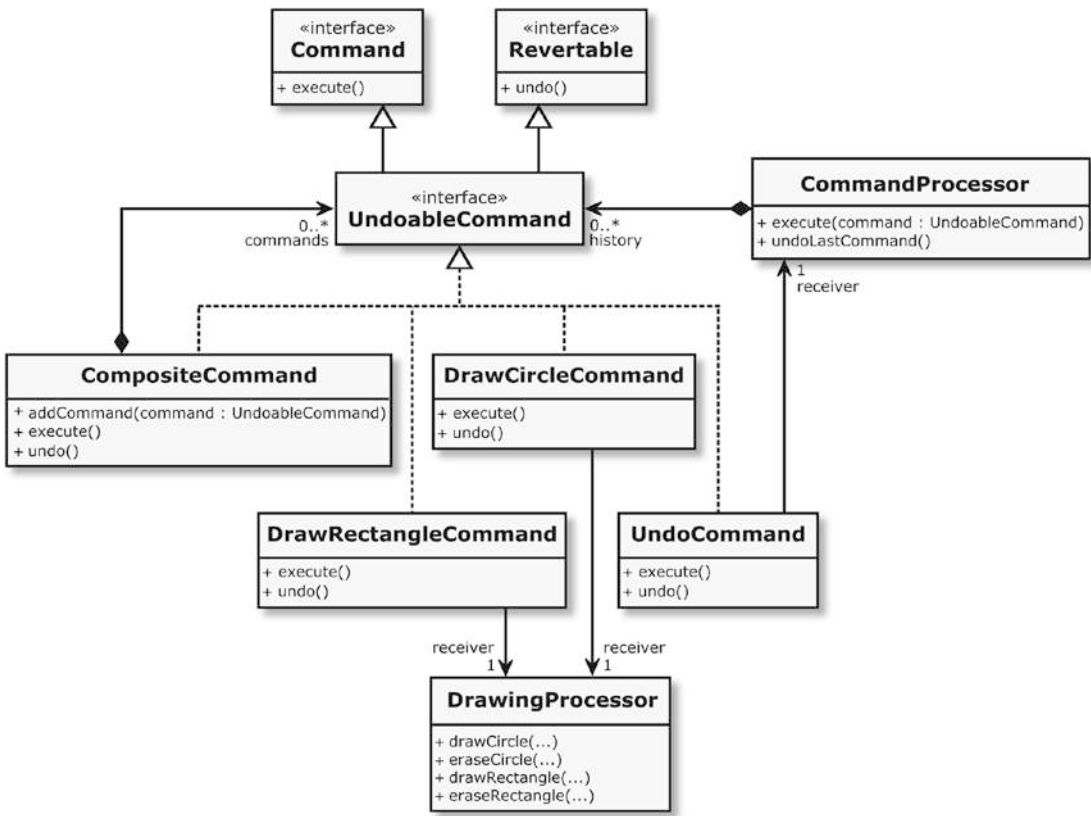 «interface»
Command
+ execute()
«interface»
Revertable
+ undo()
«interface»
UndoableCommand
0..*
commands
0..*
history
CommandProcessor
+ execute(command : UndoableCommand)
+ undoLastCommand()
1
receiver
CompositeCommand
+ addCommand(command : UndoableCommand)
+ execute()
+ undo()
DrawCircleCommand
+ execute()
+ undo()
DrawRectangleCommand
+ execute()
+ undo()
UndoCommand
+ execute()
+ undo()
receiver
1
receiver
1
DrawingProcessor
+ drawCircle(...)
+ eraseCircle(...)
+ drawRectangle(...)
+ eraseRectangle(...)